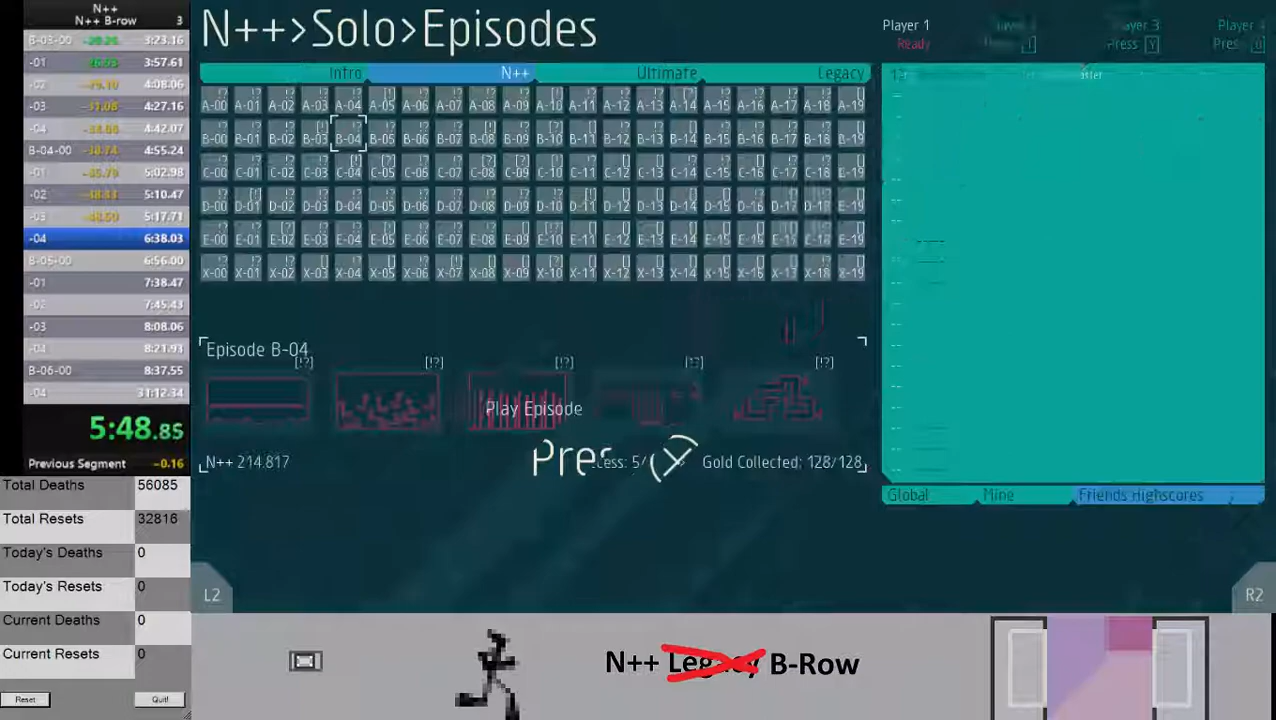 N++
N++ B-row 3
B-03-00 3:23.16
-01 3:57.61
-02 -29.10 4:08.06
-03 -31.08 4:27.16
-04 4:42.07
B-04-00 4:55.24
-01 5:02.98
-02 5:10.47
-03 5:17.71
-04 6:38.03
B-05-00 6:56.00
-01 7:38.47
-02 7:45.43
-03 8:08.06
-04 8:21.93
B-06-00 8:37.55
-04 31:12.34
5:48.85
Previous Segment -0.16
Total Deaths 56085
Total Resets 32816
Today's Deaths 0
Today's Resets 0
Current Deaths 0
Current Resets 0
Reset Quit!
N++>Solo>Episodes
Intro N++ Ultimate Legacy
A-00 A-01 A-02 A-03 A-04 A-05 A-06 A-07 A-08 A-09 A-10 A-11 A-12 A-13 A-14 A-15 A-16 A-17 A-18 A-19
B-00 B-01 B-02 B-03 B-04 B-05 B-06 B-07 B-08 B-09 B-10 B-11 B-12 B-13 B-14 B-15 B-16 B-17 B-18 B-19
C-00 C-01 C-02 C-03 C-04 C-05 C-06 C-07 C-08 C-09 C-10 C-11 C-12 C-13 C-14 C-15 C-16 C-17 C-18 C-19
D-00 D-01 D-02 D-03 D-04 D-05 D-06 D-07 D-08 D-09 D-10 D-11 D-12 D-13 D-14 D-15 D-16 D-17 D-18 D-19
E-00 E-01 E-02 E-03 E-04 E-05 E-06 E-07 E-08 E-09 E-10 E-11 E-12 E-13 E-14 E-15 E-16 E-17 E-18 E-19
X-00 X-01 X-02 X-03 X-04 X-05 X-06 X-07 X-08 X-09 X-10 X-11 X-12 X-13 X-14 X-15 X-16 X-17 X-18 X-19
Episode B-04
[!?] [!?] [!?] [!?] [!?]
Play Episode
N++ 214.817 Gold Collected: 128/128
L2 R2
Player 1
Ready
Player 3
Press Y
Global Mine Friends Highscores
N++ Legacy B-Row